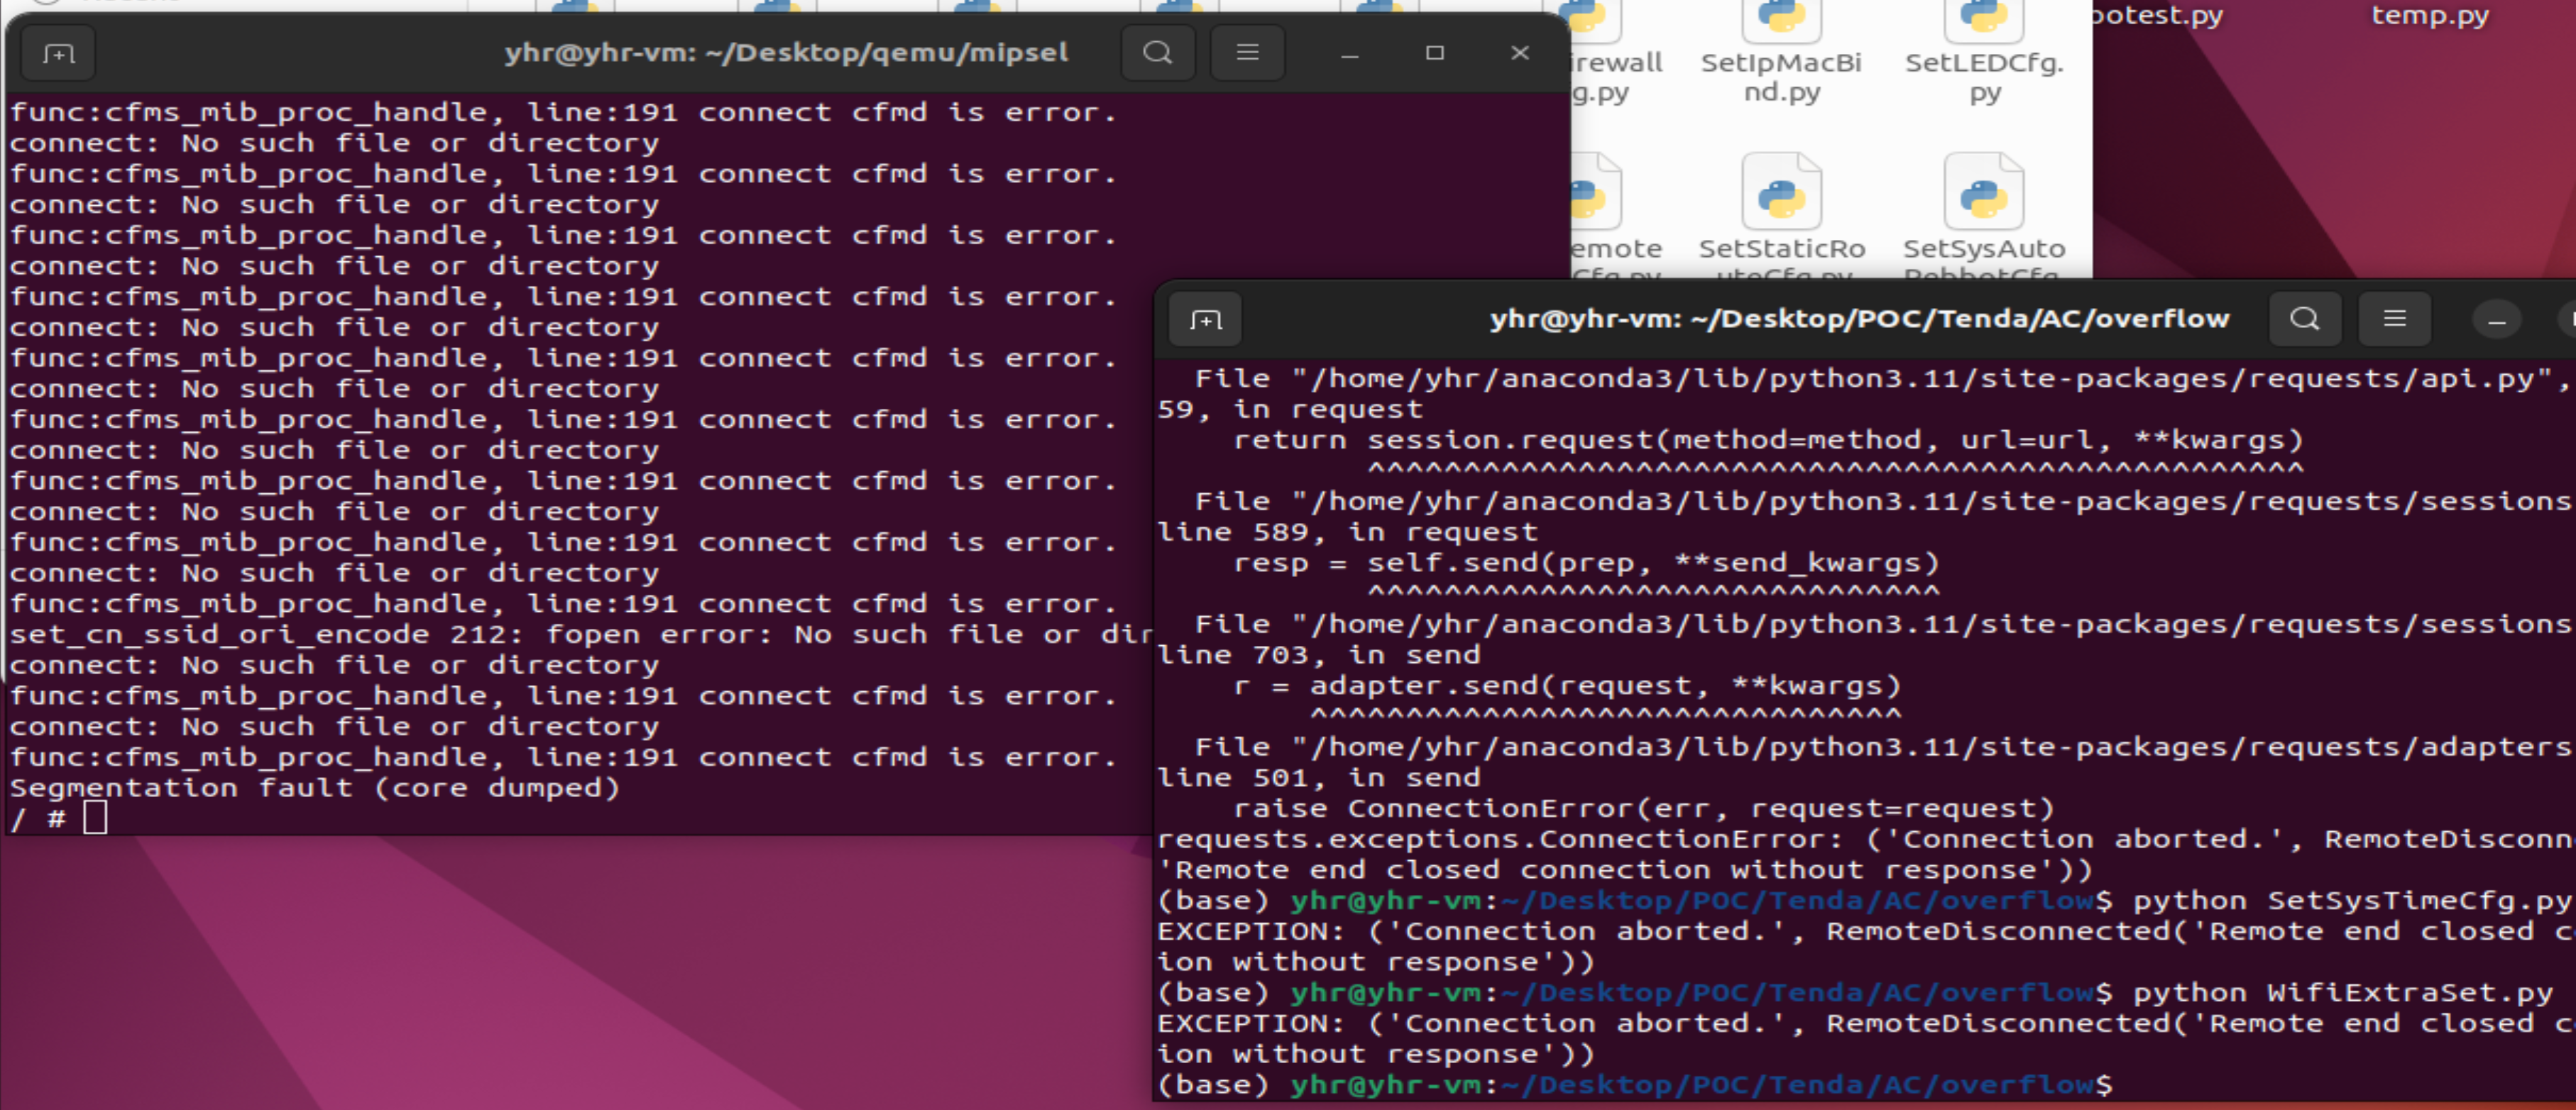 yhr@yhr-vm: ~/Desktop/qemu/mipsel
func:cfms_mib_proc_handle, line:191 connect cfmd is error.
connect: No such file or directory
func:cfms_mib_proc_handle, line:191 connect cfmd is error.
connect: No such file or directory
func:cfms_mib_proc_handle, line:191 connect cfmd is error.
connect: No such file or directory
func:cfms_mib_proc_handle, line:191 connect cfmd is error.
connect: No such file or directory
func:cfms_mib_proc_handle, line:191 connect cfmd is error.
connect: No such file or directory
func:cfms_mib_proc_handle, line:191 connect cfmd is error.
connect: No such file or directory
func:cfms_mib_proc_handle, line:191 connect cfmd is error.
connect: No such file or directory
func:cfms_mib_proc_handle, line:191 connect cfmd is error.
connect: No such file or directory
func:cfms_mib_proc_handle, line:191 connect cfmd is error.
set_cn_ssid_ori_encode 212: fopen error: No such file or dir
connect: No such file or directory
func:cfms_mib_proc_handle, line:191 connect cfmd is error.
connect: No such file or directory
func:cfms_mib_proc_handle, line:191 connect cfmd is error.
Segmentation fault (core dumped)
/ #
irewall
g.py
SetIpMacBi
nd.py
SetLEDCfg.
py
otest.py
temp.py
emote
Cfg.py
SetStaticRo
uteCfg.py
SetSysAuto
RebbotCfg
yhr@yhr-vm: ~/Desktop/POC/Tenda/AC/overflow
File "/home/yhr/anaconda3/lib/python3.11/site-packages/requests/api.py",
59, in request
return session.request(method=method, url=url, **kwargs)
^^^^^^^^^^^^^^^^^^^^^^^^^^^^^^^^^^^^^^^^^^^^^^^^^
File "/home/yhr/anaconda3/lib/python3.11/site-packages/requests/sessions
line 589, in request
resp = self.send(prep, **send_kwargs)
^^^^^^^^^^^^^^^^^^^^^^^^^^^^^^
File "/home/yhr/anaconda3/lib/python3.11/site-packages/requests/sessions
line 703, in send
r = adapter.send(request, **kwargs)
^^^^^^^^^^^^^^^^^^^^^^^^^^^^^^^
File "/home/yhr/anaconda3/lib/python3.11/site-packages/requests/adapters
line 501, in send
raise ConnectionError(err, request=request)
requests.exceptions.ConnectionError: ('Connection aborted.', RemoteDisconn
'Remote end closed connection without response'))
(base) yhr@yhr-vm:~/Desktop/POC/Tenda/AC/overflow$ python SetSysTimeCfg.py
EXCEPTION: ('Connection aborted.', RemoteDisconnected('Remote end closed c
ion without response'))
(base) yhr@yhr-vm:~/Desktop/POC/Tenda/AC/overflow$ python WifiExtraSet.py
EXCEPTION: ('Connection aborted.', RemoteDisconnected('Remote end closed c
ion without response'))
(base) yhr@yhr-vm:~/Desktop/POC/Tenda/AC/overflow$